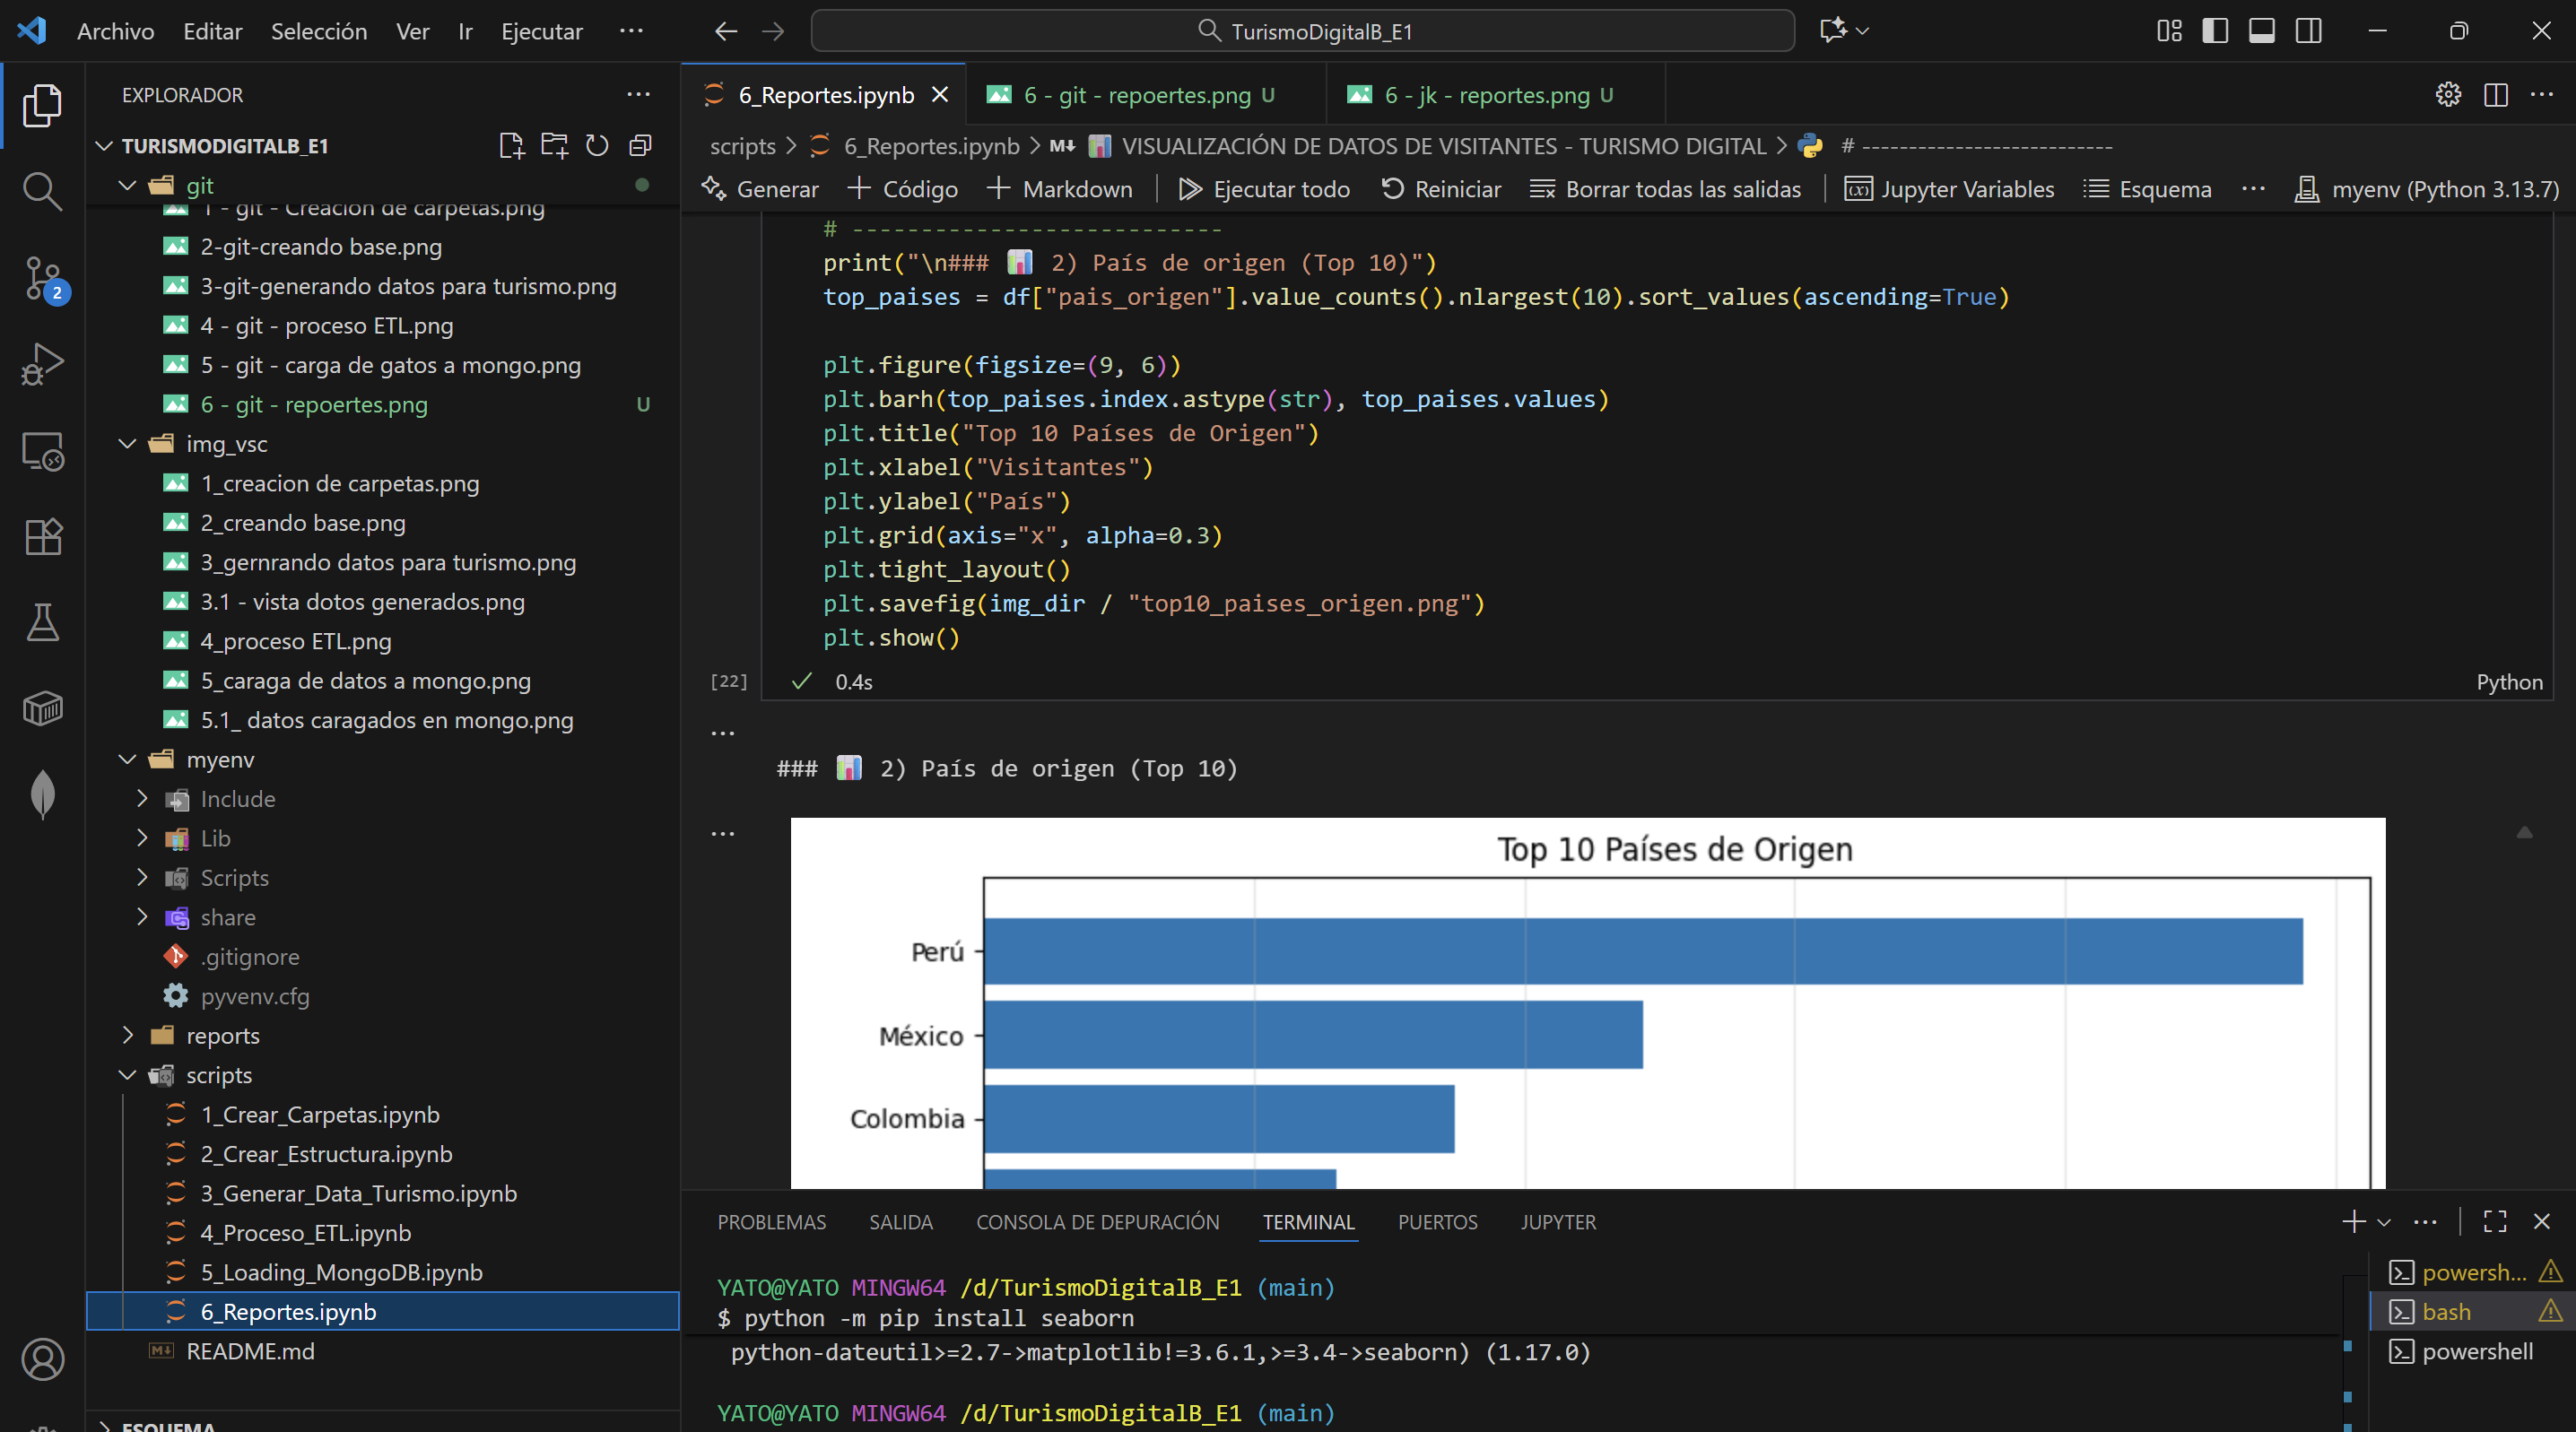 Archivo Editar Selección Ver Ir Ejecutar ··· TurismoDigitalB_E1
EXPLORADOR
TURISMODIGITALB_E1
git
1 - git - Creacion de carpetas.png
2-git-creando base.png
3-git-generando datos para turismo.png
4 - git - proceso ETL.png
5 - git - carga de gatos a mongo.png
6 - git - repoertes.png U
img_vsc
1_creacion de carpetas.png
2_creando base.png
3_gernrando datos para turismo.png
3.1 - vista dotos generados.png
4_proceso ETL.png
5_caraga de datos a mongo.png
5.1_ datos caragados en mongo.png
myenv
Include
Lib
Scripts
share
.gitignore
pyvenv.cfg
reports
scripts
1_Crear_Carpetas.ipynb
2_Crear_Estructura.ipynb
3_Generar_Data_Turismo.ipynb
4_Proceso_ETL.ipynb
5_Loading_MongoDB.ipynb
6_Reportes.ipynb
README.md
ESQUEMA
2
6_Reportes.ipynb 6 - git - repoertes.png U 6 - jk - reportes.png U
scripts > 6_Reportes.ipynb > M↓ VISUALIZACIÓN DE DATOS DE VISITANTES - TURISMO DIGITAL > # ---------------------------
Generar + Código + Markdown | Ejecutar todo Reiniciar Borrar todas las salidas | Jupyter Variables Esquema ··· myenv (Python 3.13.7)
# ---------------------------
print("\n### 📊 2) País de origen (Top 10)")
top_paises = df["pais_origen"].value_counts().nlargest(10).sort_values(ascending=True)
plt.figure(figsize=(9, 6))
plt.barh(top_paises.index.astype(str), top_paises.values)
plt.title("Top 10 Países de Origen")
plt.xlabel("Visitantes")
plt.ylabel("País")
plt.grid(axis="x", alpha=0.3)
plt.tight_layout()
plt.savefig(img_dir / "top10_paises_origen.png")
plt.show()
[22] ✓ 0.4s Python
### 📊 2) País de origen (Top 10)
Top 10 Países de Origen
Perú
México
Colombia
PROBLEMAS SALIDA CONSOLA DE DEPURACIÓN TERMINAL PUERTOS JUPYTER
YATO@YATO MINGW64 /d/TurismoDigitalB_E1 (main)
$ python -m pip install seaborn
python-dateutil>=2.7->matplotlib!=3.6.1,>=3.4->seaborn) (1.17.0)
YATO@YATO MINGW64 /d/TurismoDigitalB_E1 (main)
powersh...
bash
powershell